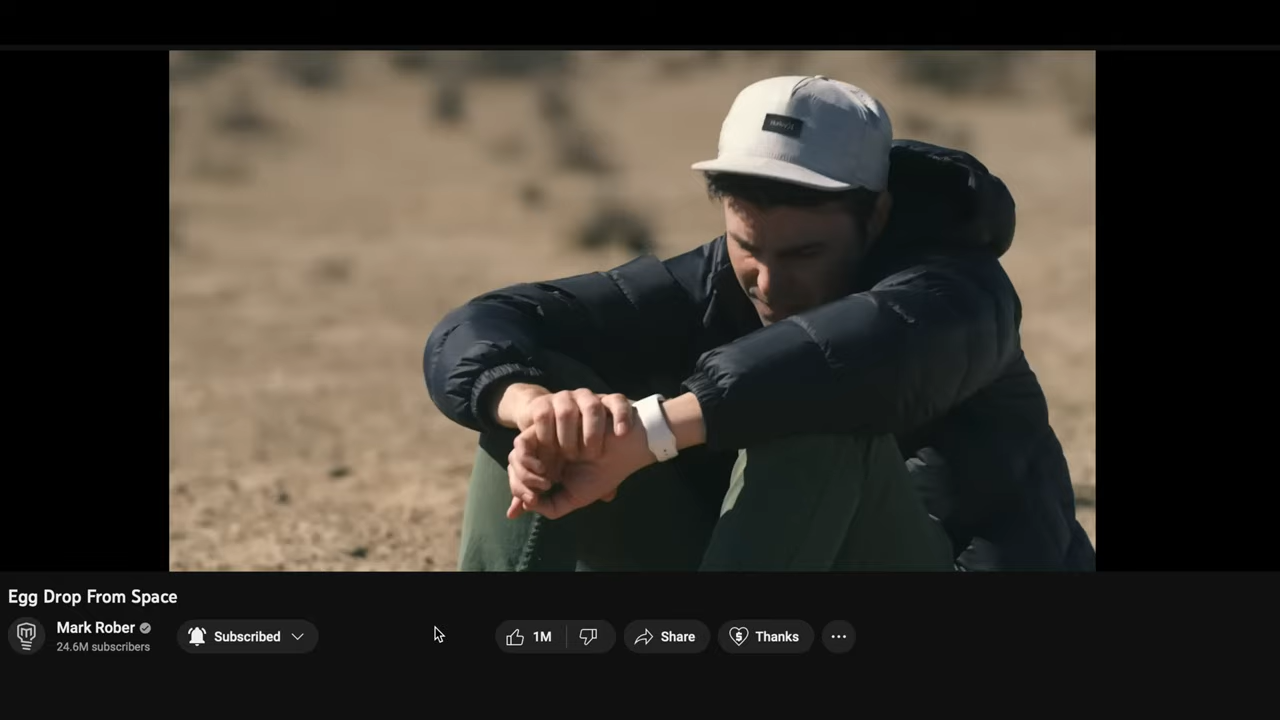 Egg Drop From Space
Mark Rober
24.6M subscribers
Subscribed
1M
Share
Thanks